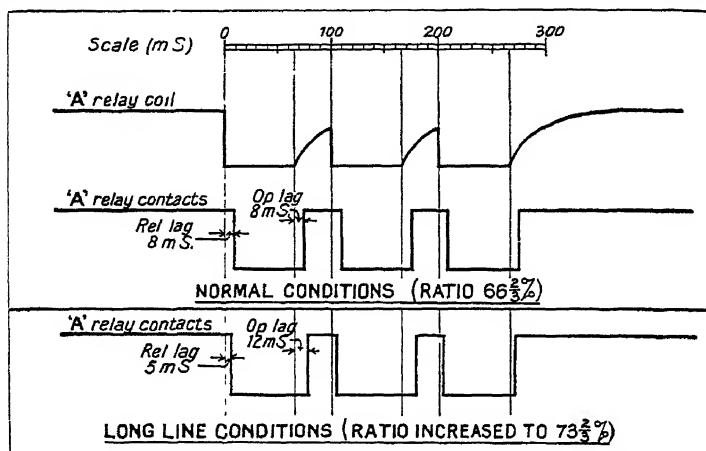 Scale (mS) 0 100 200 300
'A' relay coil
'A' relay contacts
Op lag
8 mS.
Rel lag
8 mS.
NORMAL CONDITIONS (RATIO 66⅔%)
'A' relay contacts
Op lag
12 mS
Rel lag
5 mS
LONG LINE CONDITIONS (RATIO INCREASED TO 73⅔%)